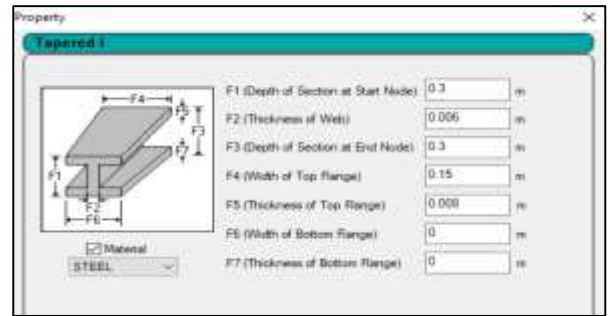 Property
Tapered I
F1 (Depth of Section at Start Node) 0.3 m
F2 (Thickness of Web) 0.006 m
F3 (Depth of Section at End Node) 0.3 m
F4 (Width of Top Flange) 0.15 m
F5 (Thickness of Top Flange) 0.008 m
F6 (Width of Bottom Flange) 0 m
F7 (Thickness of Bottom Flange) 0 m
F4
F5
F3
F7
F1
F2
F6
Material
STEEL